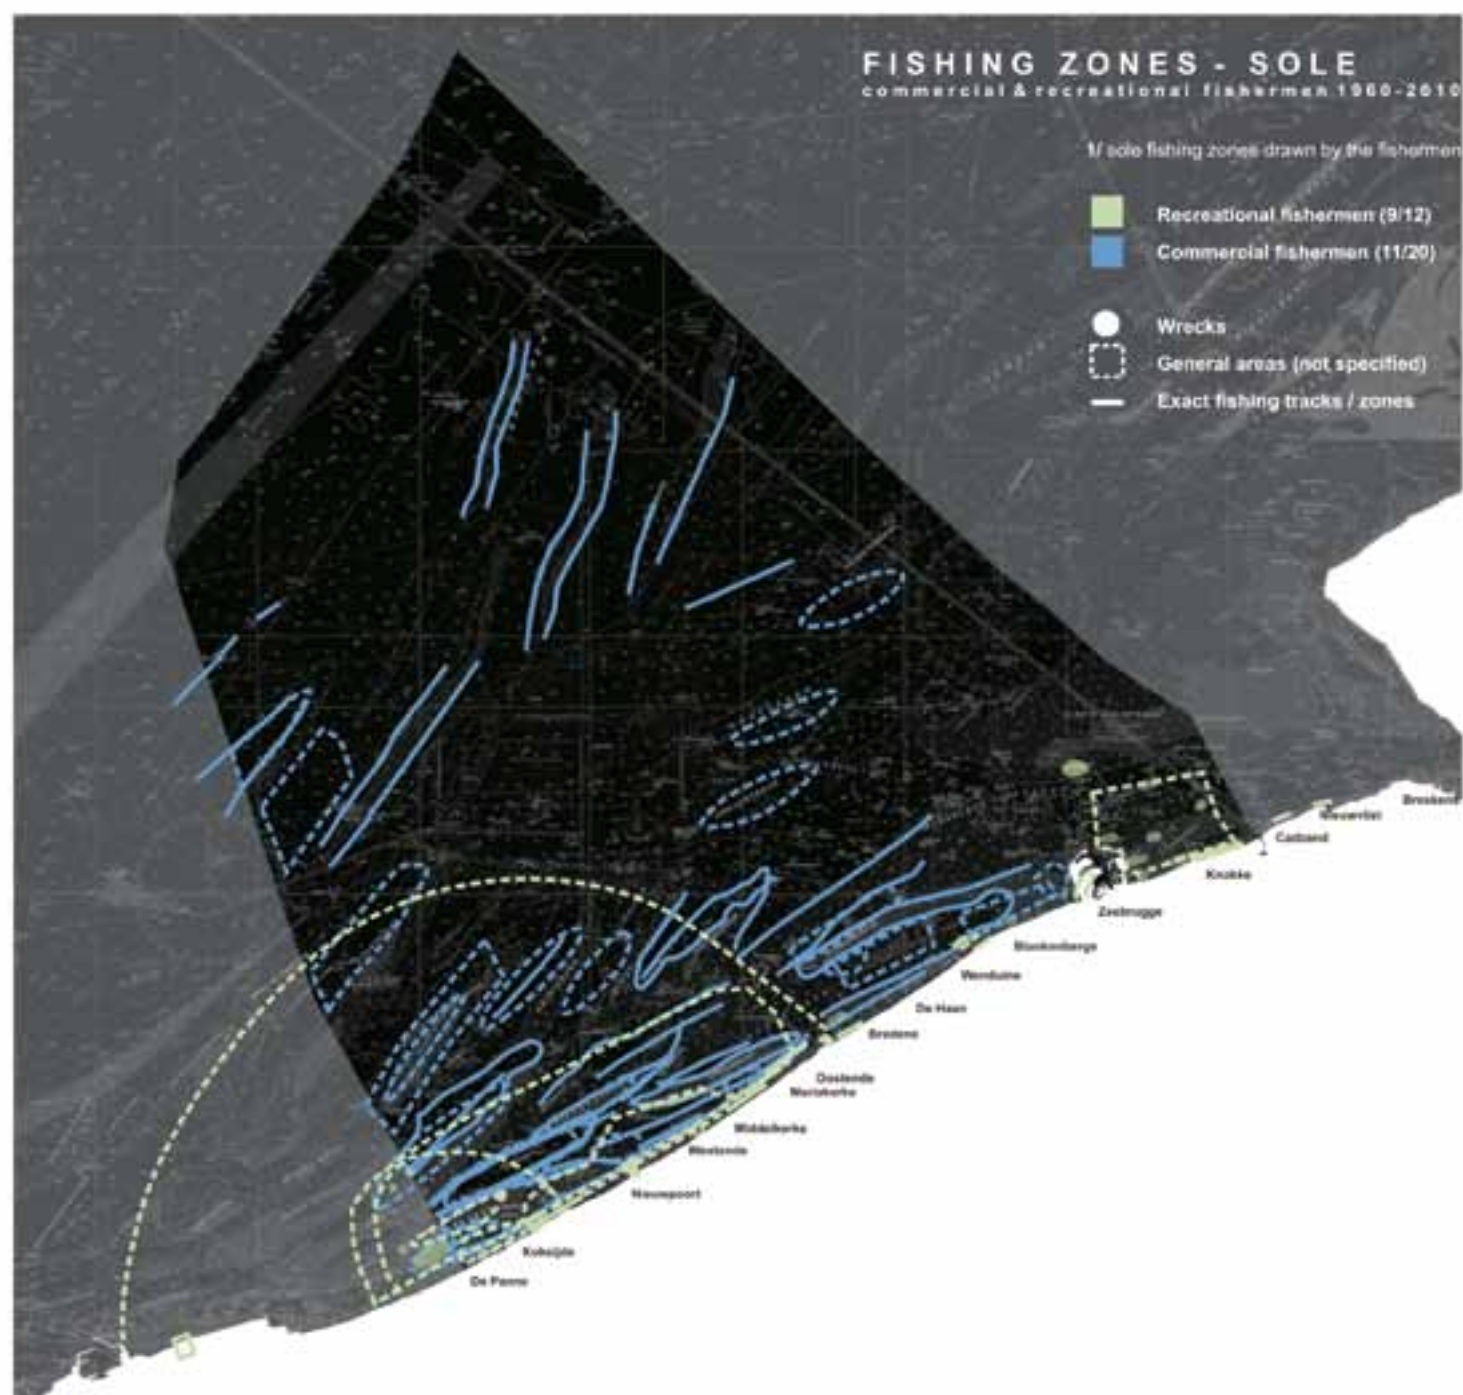 FISHING ZONES - SOLE
commercial & recreational fishermen 1960-2010
1/ sole fishing zones drawn by the fishermen
Recreational fishermen (9/12)
Commercial fishermen (11/20)
Wrecks
General areas (not specified)
Exact fishing tracks / zones
Breskens
Nieuwvliet
Cadzand
Knokke
Zeebrugge
Blankenberge
Wenduine
De Haan
Bredene
Oostende
Mariakerke
Middelkerke
Westende
Nieuwpoort
Koksijde
De Panne